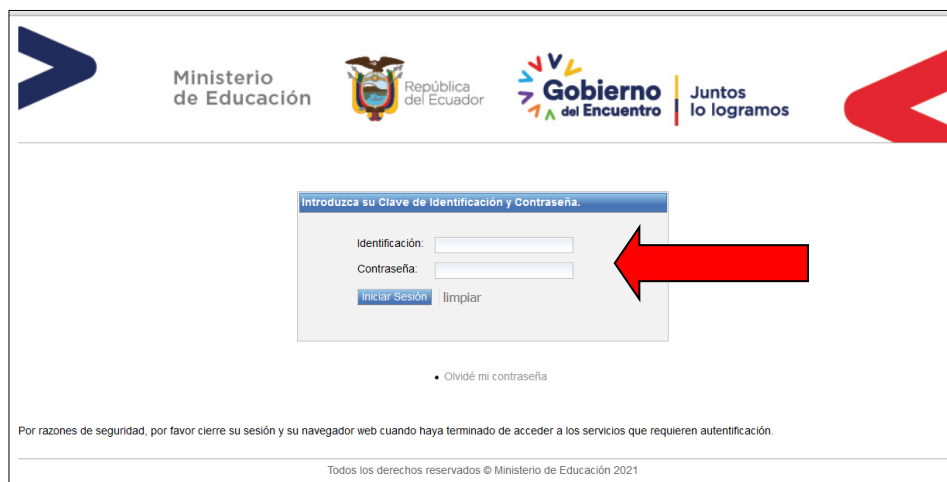 Ministerio
de Educación
República
del Ecuador
Gobierno
del Encuentro
Juntos
lo logramos
Introduzca su Clave de Identificación y Contraseña.
Identificación:
Contraseña:
Iniciar Sesión limpiar
• Olvidé mi contraseña
Por razones de seguridad, por favor cierre su sesión y su navegador web cuando haya terminado de acceder a los servicios que requieren autentificación.
Todos los derechos reservados © Ministerio de Educación 2021